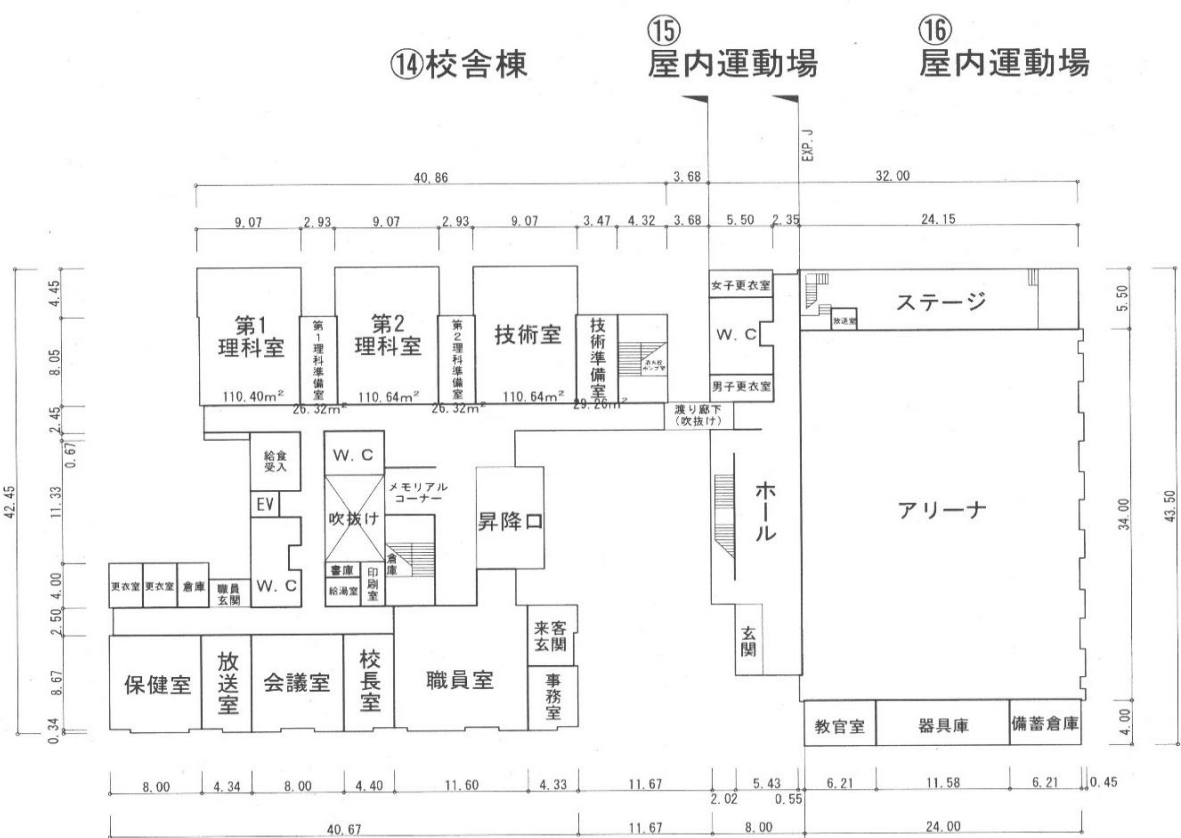 ⑭校舎棟
⑮
屋内運動場
⑯
屋内運動場
EXP.J
40.86
3.68
32.00
9.07
2.93
9.07
2.93
9.07
3.47
4.32
3.68
5.50
2.35
24.15
42.45
4.45
8.05
2.45
0.67
11.33
4.00
2.50
8.67
0.34
第1
理科室
110.40m²
第1理科準備室
26.32m²
第2
理科室
110.64m²
第2理科準備室
26.32m²
技術室
110.64m²
技術準備室
29.26m²
女子更衣室
W.C
男子更衣室
渡り廊下
(吹抜け)
ステージ
放送室
アリーナ
ホール
玄関
給食
受入
EV
W.C
W.C
吹抜け
メモリアル
コーナー
昇降口
倉庫
書庫
給湯室
印刷室
更衣室
更衣室
倉庫
職員
玄関
保健室
放送室
会議室
校長室
職員室
来客
玄関
事務室
教官室
器具庫
備蓄倉庫
5.50
34.00
4.00
43.50
8.00
4.34
8.00
4.40
11.60
4.33
11.67
2.02
5.43
0.55
6.21
11.58
6.21
0.45
40.67
11.67
8.00
24.00